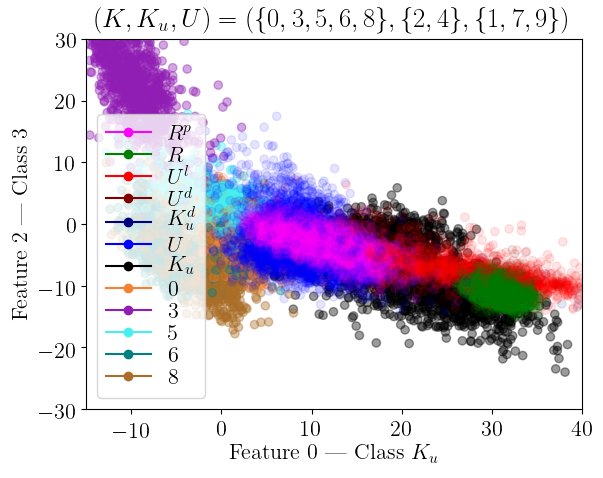 (K, K_u, U) = ({0, 3, 5, 6, 8}, {2, 4}, {1, 7, 9})
30
20
10
0
−10
−20
−30
Feature 2 — Class 3
R^p
R
U^l
U^d
K_u^d
U
K_u
0
3
5
6
8
−10
0
10
20
30
40
Feature 0 — Class K_u